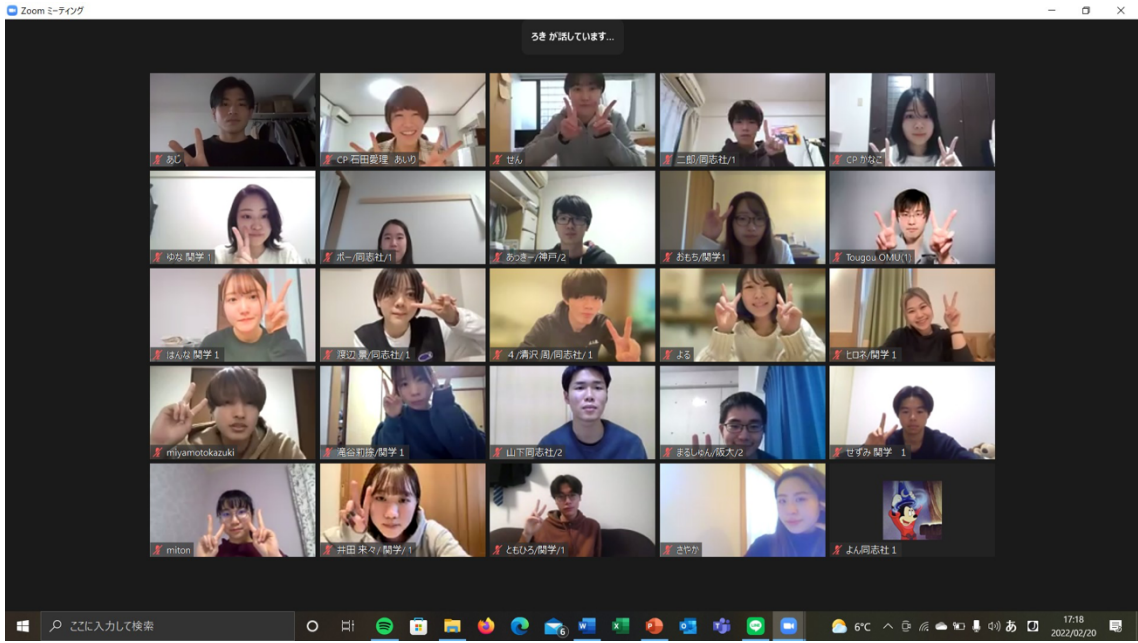 Zoom ミーティング
ろき が話しています...
あじ
CP 石田愛理 あいり
せん
二郎/同志社/1
CP かなこ
ゆな 関学 1
ポー/同志社/1
あっきー/神戸/2
おもち/関学1
Tougou OMU(1)
はんな 関学 1
渡辺 菫/同志社/ 1
4 /清沢 周/同志社/ 1
よる
ヒロネ/関学 1
miyamotokazuki
滝谷莉捺/関学 1
山下同志社/2
まるしゅん/阪大/2
せずみ 関学 1
miton
井田 来々/ 関学/ 1
ともひろ/関学/1
さやか
よん同志社 1
ここに入力して検索
6
6°C
あ
17:18
2022/02/20